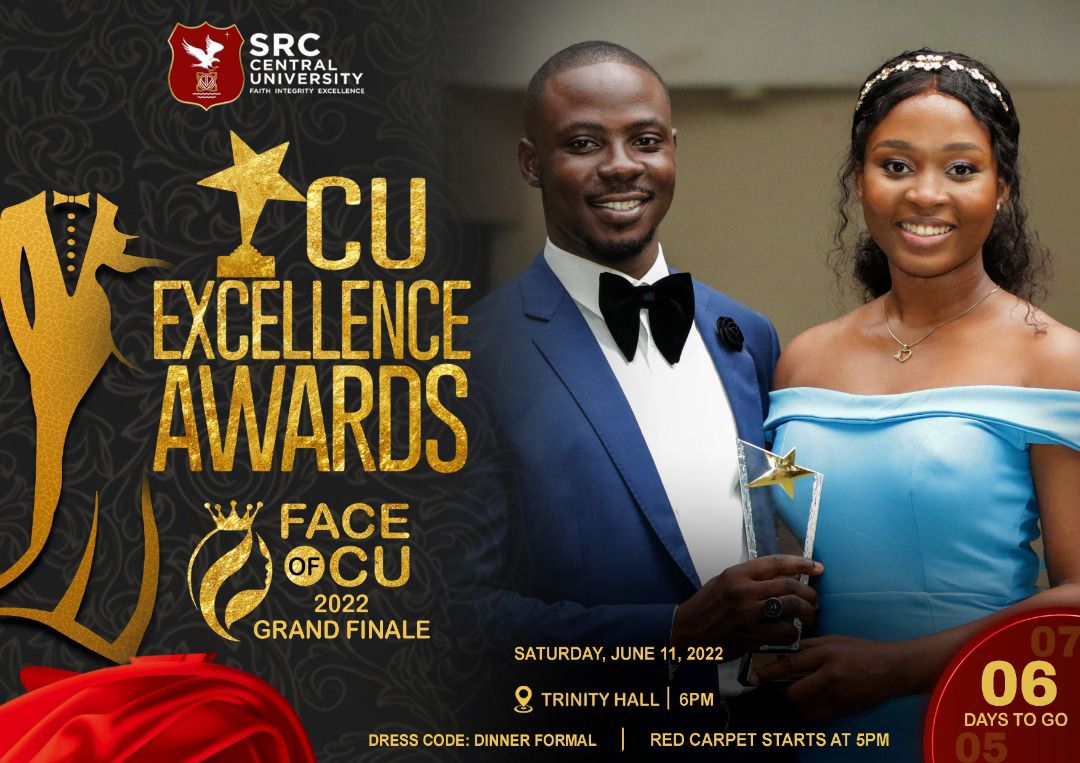 SRC
CENTRAL
UNIVERSITY
FAITH INTEGRITY EXCELLENCE
CU
EXCELLENCE
AWARDS
FACE
OF CU
2022
GRAND FINALE
SATURDAY, JUNE 11, 2022
TRINITY HALL | 6PM
DRESS CODE: DINNER FORMAL | RED CARPET STARTS AT 5PM
07
06
DAYS TO GO
05